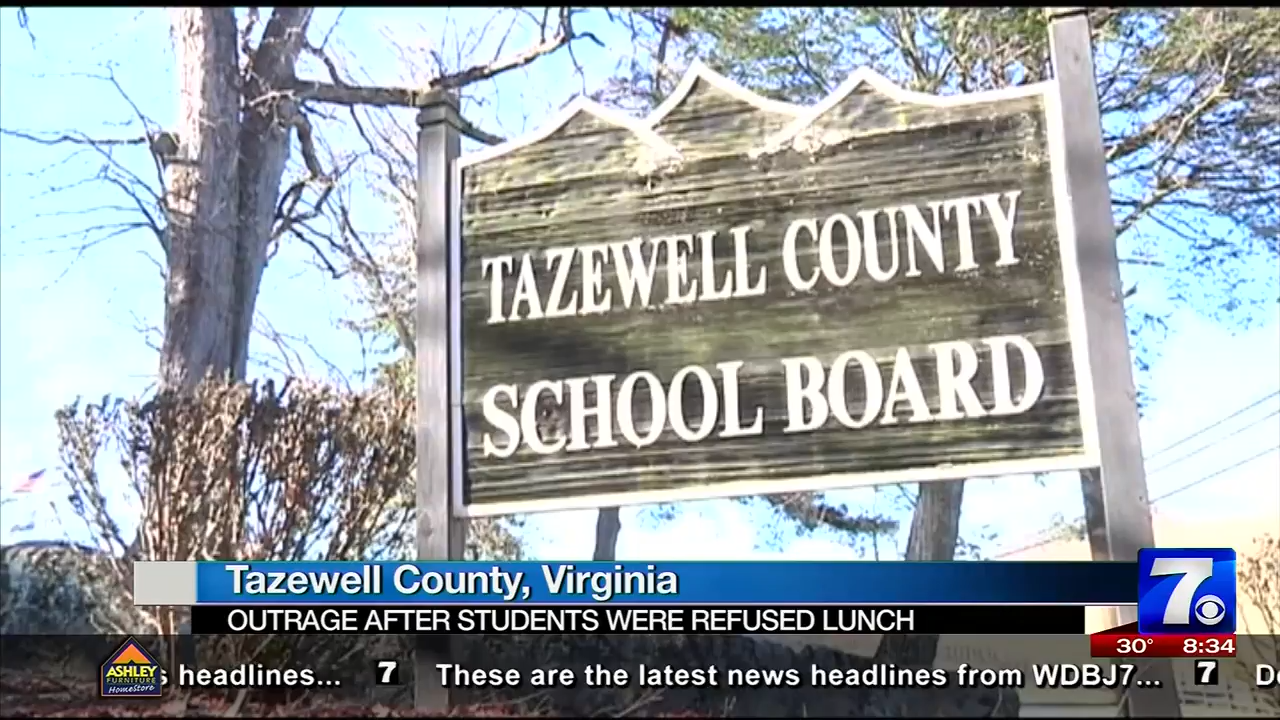 TAZEWELL COUNTY
SCHOOL BOARD
Tazewell County, Virginia
OUTRAGE AFTER STUDENTS WERE REFUSED LUNCH
7
30° 8:34
ASHLEY
FURNITURE
Homestore
s headlines... 7 These are the latest news headlines from WDBJ7... 7 De